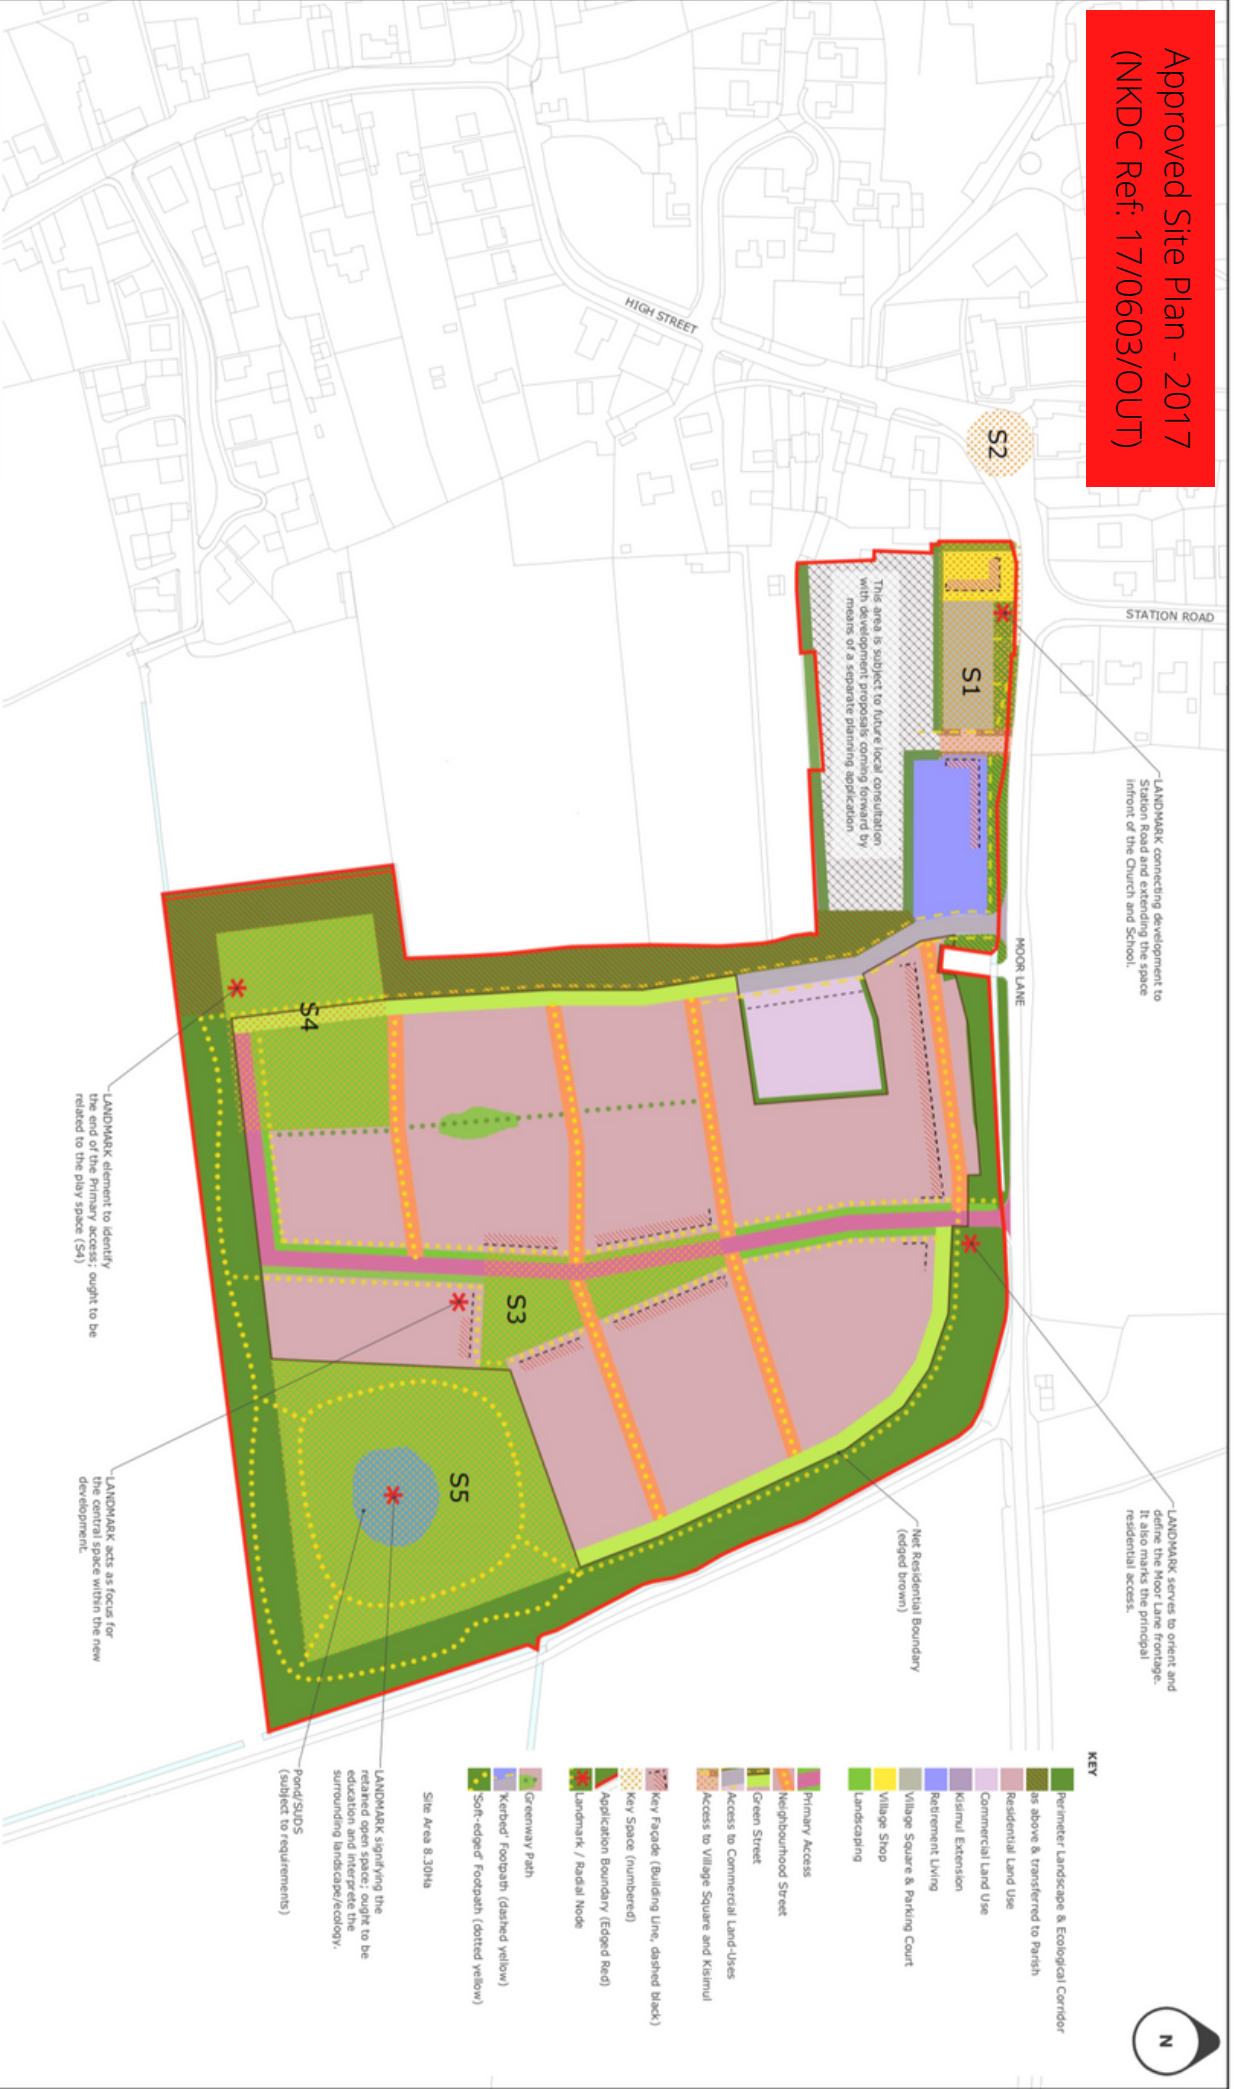 Approved Site Plan - 2017
(NKDC Ref: 17/0603/OUT)
HIGH STREET
S2
STATION ROAD
S1
This area is subject to future local consultation
with development proposals coming forward by
means of a separate planning application
LANDMARK connecting development to
Station Road and extending the space
infront of the Church and School.
MOOR LANE
S4
LANDMARK element to identify
the end of the Primary access; ought to be
related to the play space (S4)
S3
S5
LANDMARK acts as focus for
the central space within the new
development.
LANDMARK serves to orient and
define the Moor Lane frontage.
It also marks the principal
residential access.
Net Residential Boundary
(edged brown)
LANDMARK signifying the
retained open space; ought to be
education and interprete the
surrounding landscape/ecology.
Pond/SUDS
(subject to requirements)
KEY
Perimeter Landscape & Ecological Corridor
as above & transferred to Parish
Residential Land Use
Commercial Land Use
Kisimul Extension
Retirement Living
Village Square & Parking Court
Village Shop
Landscaping
Primary Access
Neighbourhood Street
Green Street
Access to Commercial Land-Uses
Access to Village Square and Kisimul
Key Façade (Building Line, dashed black)
Key Space (numbered)
Application Boundary (Edged Red)
Landmark / Radial Node
Greenway Path
'Kerbed' Footpath (dashed yellow)
'Soft-edged' Footpath (dotted yellow)
Site Area 8.30Ha
N